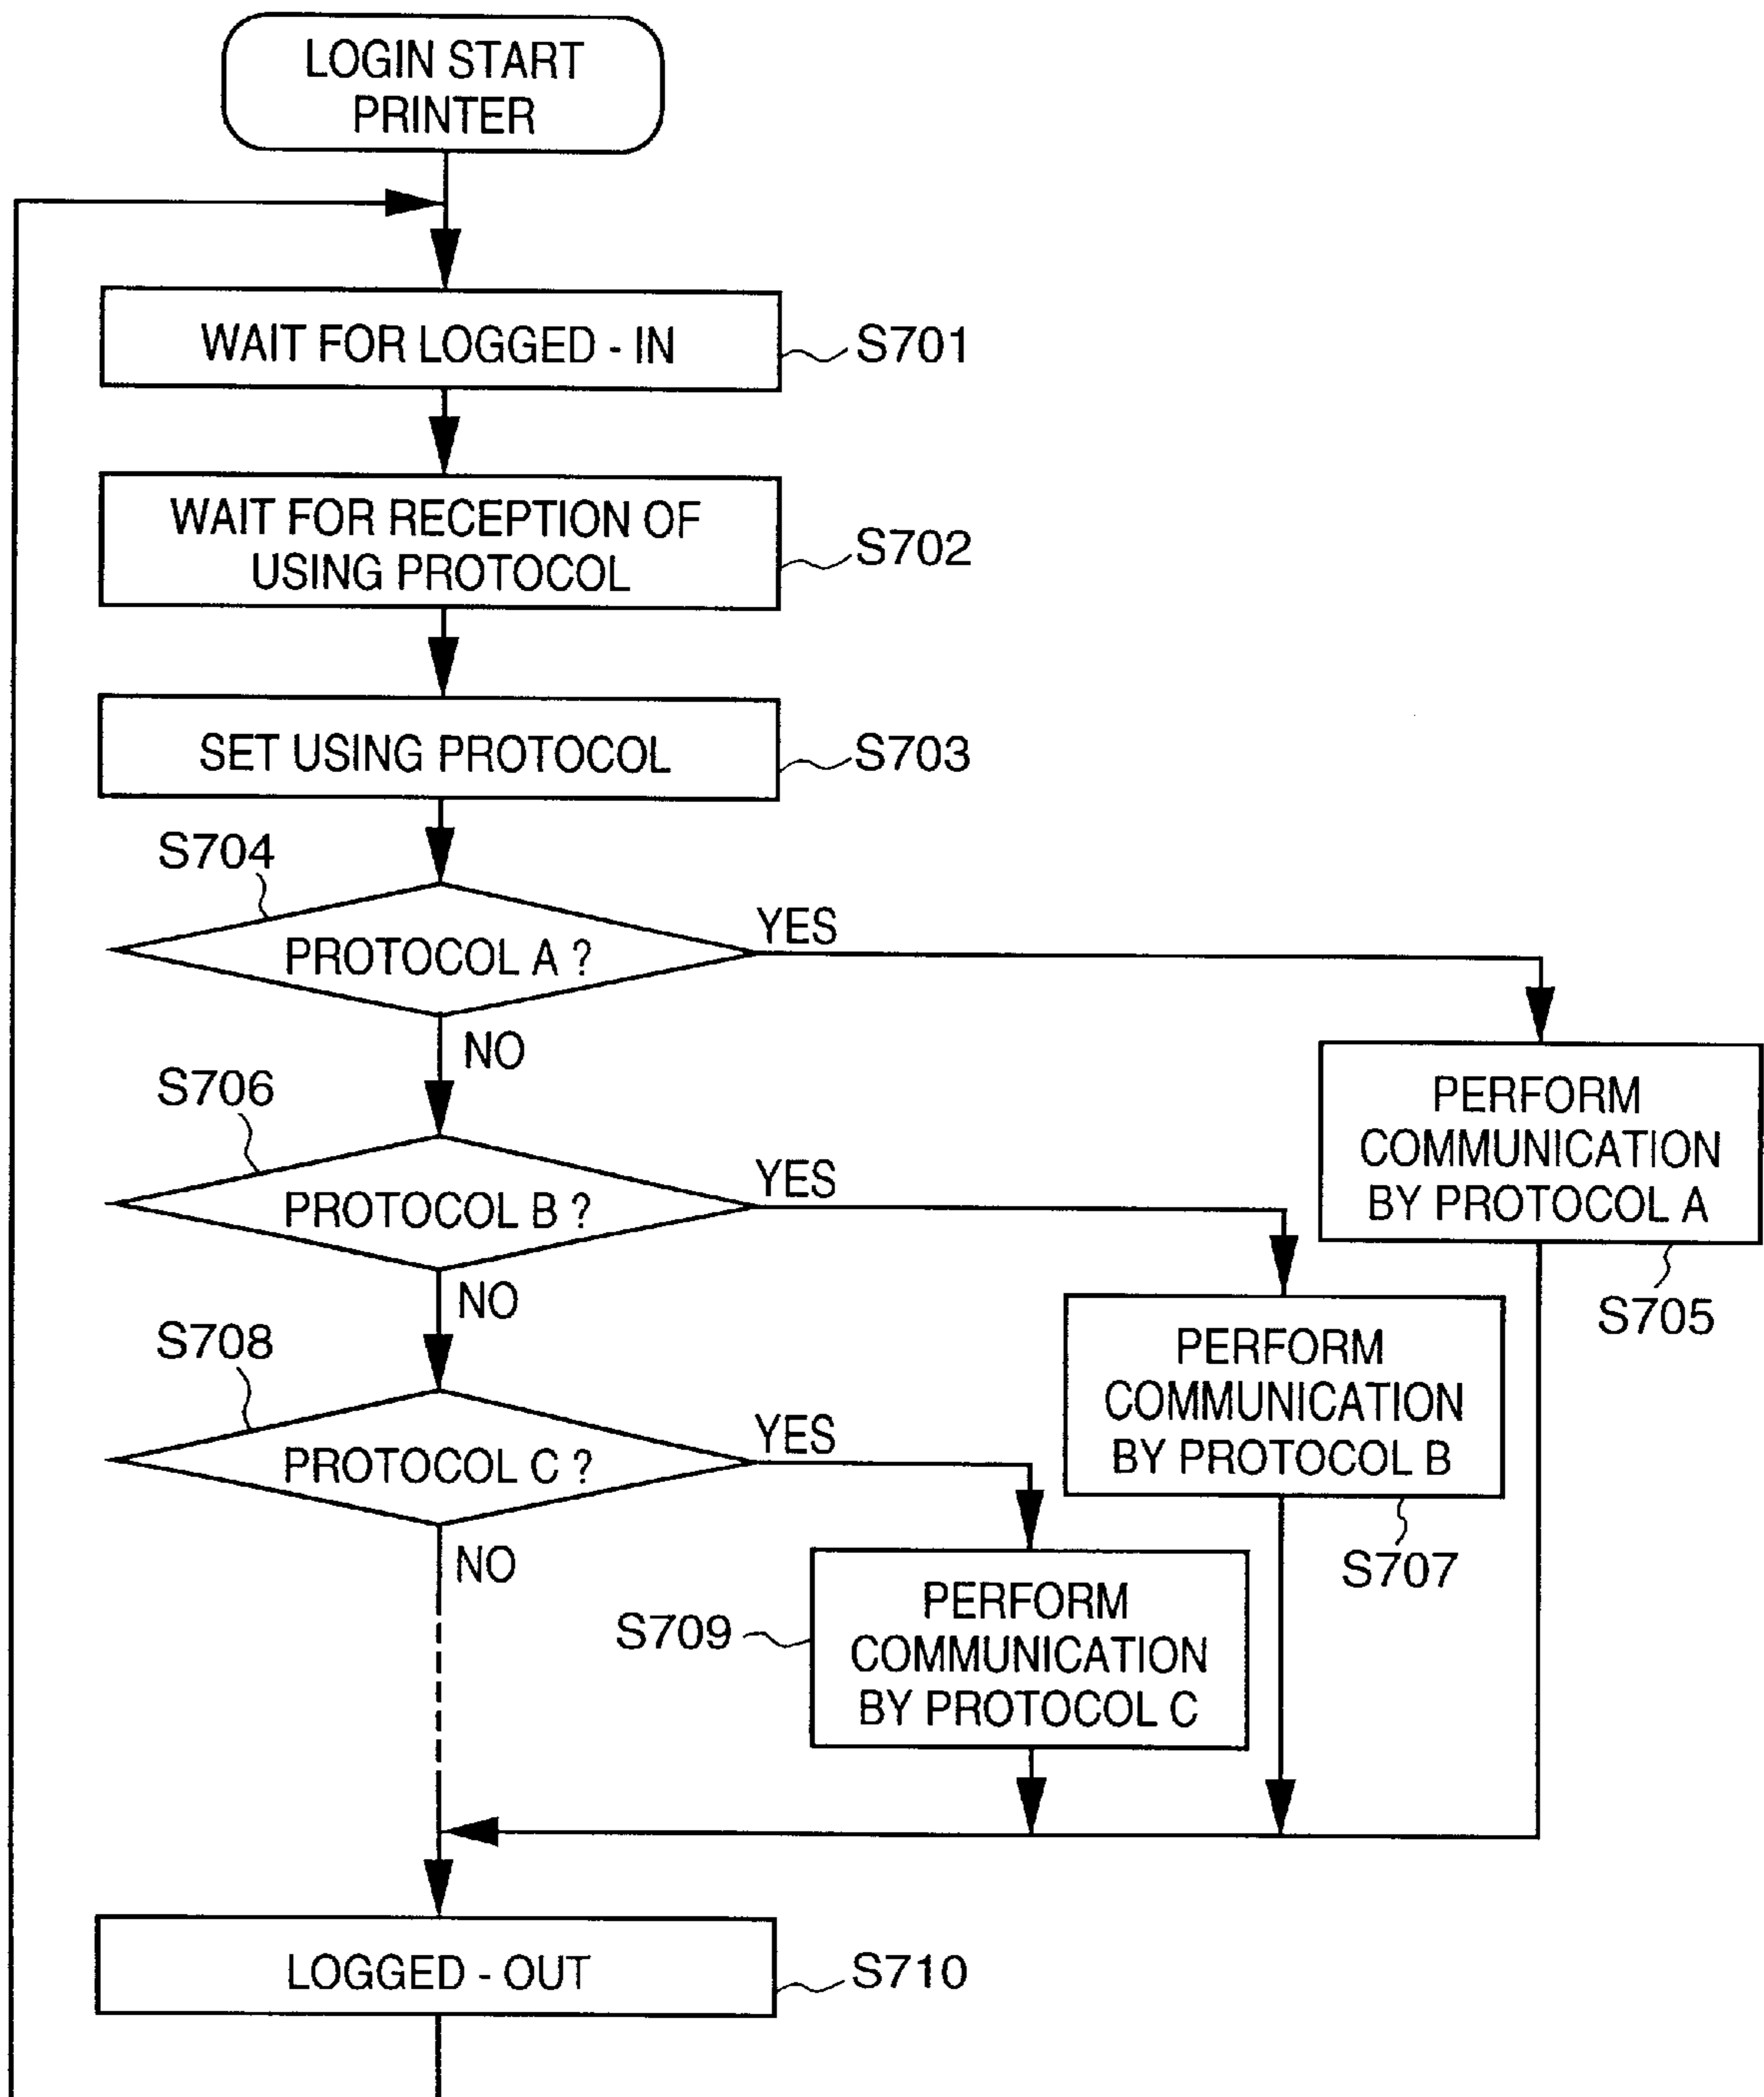 LOGIN START
PRINTER
WAIT FOR LOGGED - IN
S701
WAIT FOR RECEPTION OF
USING PROTOCOL
S702
SET USING PROTOCOL
S703
S704
PROTOCOL A ?
YES
NO
PERFORM
COMMUNICATION
BY PROTOCOL A
S705
S706
PROTOCOL B ?
YES
NO
PERFORM
COMMUNICATION
BY PROTOCOL B
S707
S708
PROTOCOL C ?
YES
NO
PERFORM
COMMUNICATION
BY PROTOCOL C
S709
LOGGED - OUT
S710